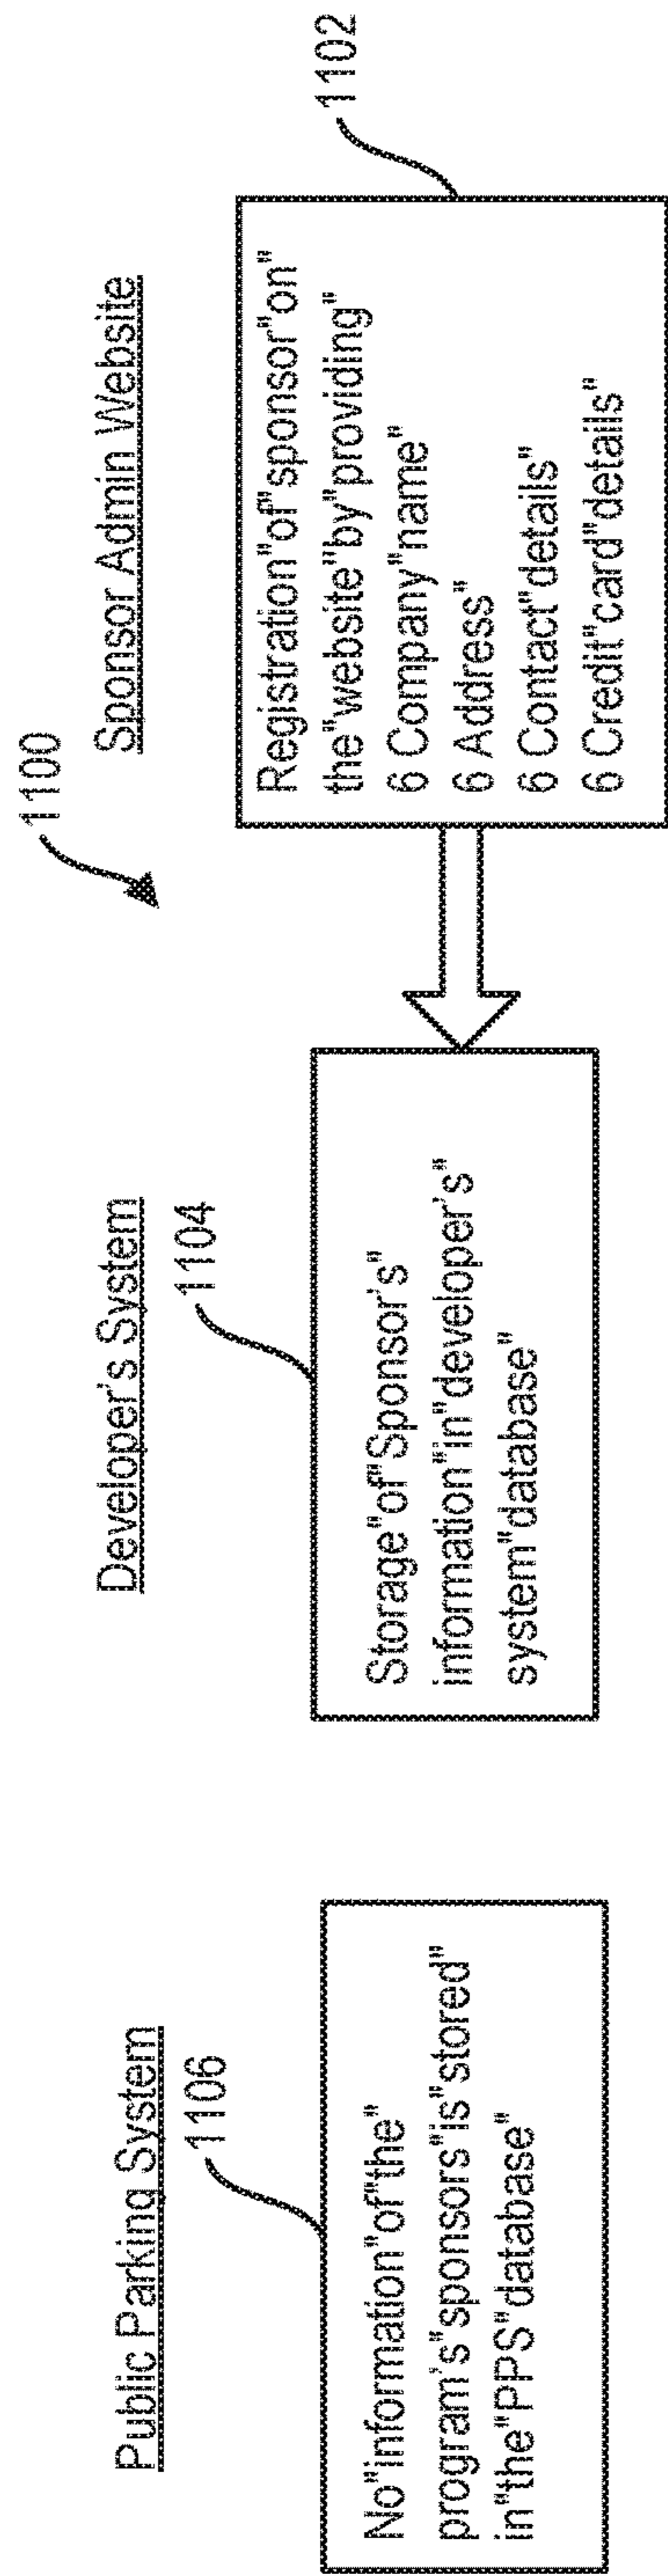 1100
Public Parking System
1106
No"information"of"the"
program's"sponsors"is"stored"
in"the"PPS"database"
Developer's System
1104
Storage"of"Sponsor's"
information"in"developer's"
system"database"
Sponsor Admin Website
1102
Registration"of"sponsor"on"
the"website"by"providing"
6 Company"name"
6 Address"
6 Contact"details"
6 Credit"card"details"